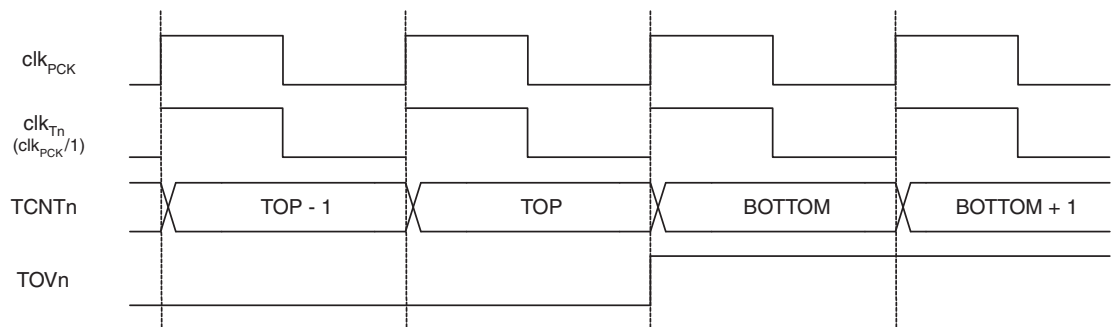 clkPCK
clkTn
(clkPCK/1)
TCNTn
TOP - 1
TOP
BOTTOM
BOTTOM + 1
TOVn